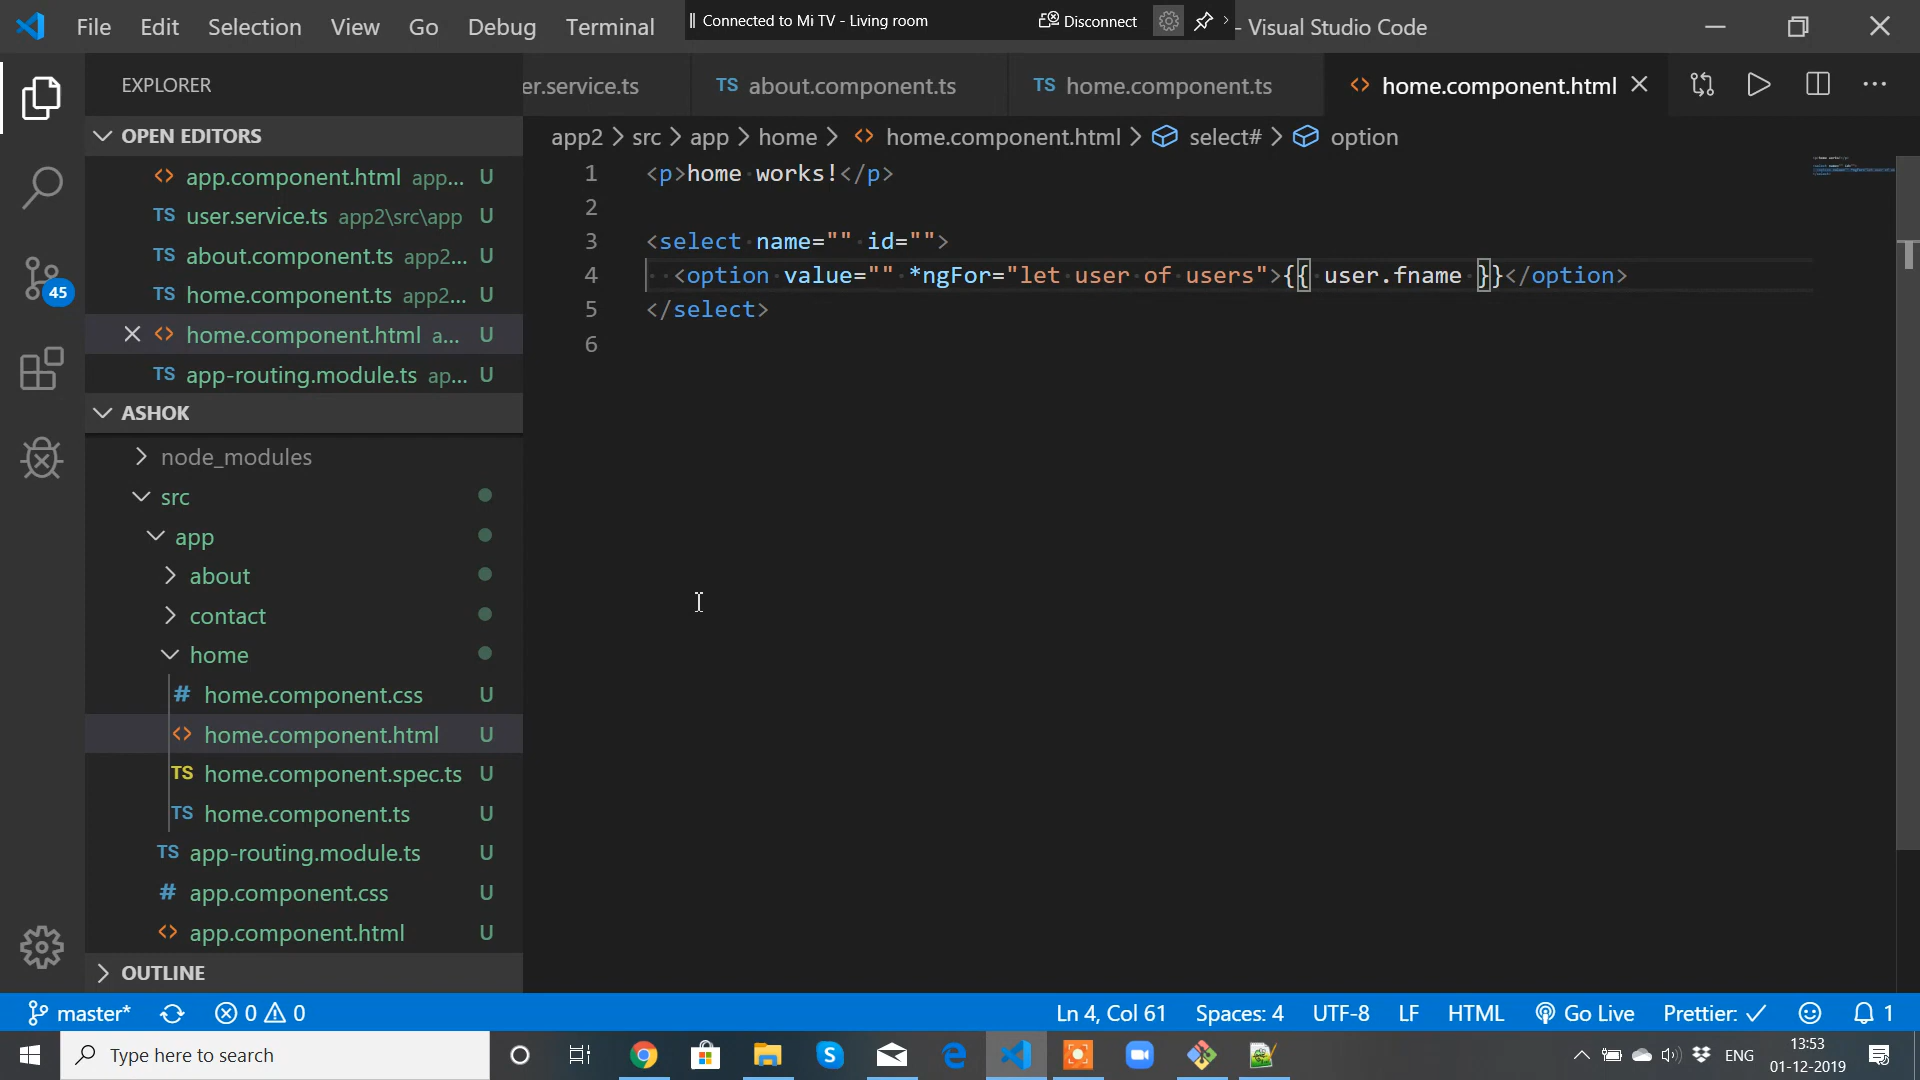 File Edit Selection View Go Debug Terminal
Connected to Mi TV - Living room Disconnect
- Visual Studio Code
EXPLORER
OPEN EDITORS
app.component.html app... U
TS user.service.ts app2\src\app U
TS about.component.ts app2... U
TS home.component.ts app2... U
home.component.html a... U
TS app-routing.module.ts ap... U
ASHOK
node_modules
src
app
about
contact
home
# home.component.css U
home.component.html U
TS home.component.spec.ts U
TS home.component.ts U
TS app-routing.module.ts U
# app.component.css U
app.component.html U
OUTLINE
45
er.service.ts TS about.component.ts TS home.component.ts home.component.html
app2 > src > app > home > home.component.html > select# > option
1 <p>home works!</p>
2
3 <select name="" id="">
4 <option value="" *ngFor="let user of users">{{ user.fname }}</option>
5 </select>
6
master* 0 0 Ln 4, Col 61 Spaces: 4 UTF-8 LF HTML Go Live Prettier: 1
Type here to search
ENG
13:53
01-12-2019